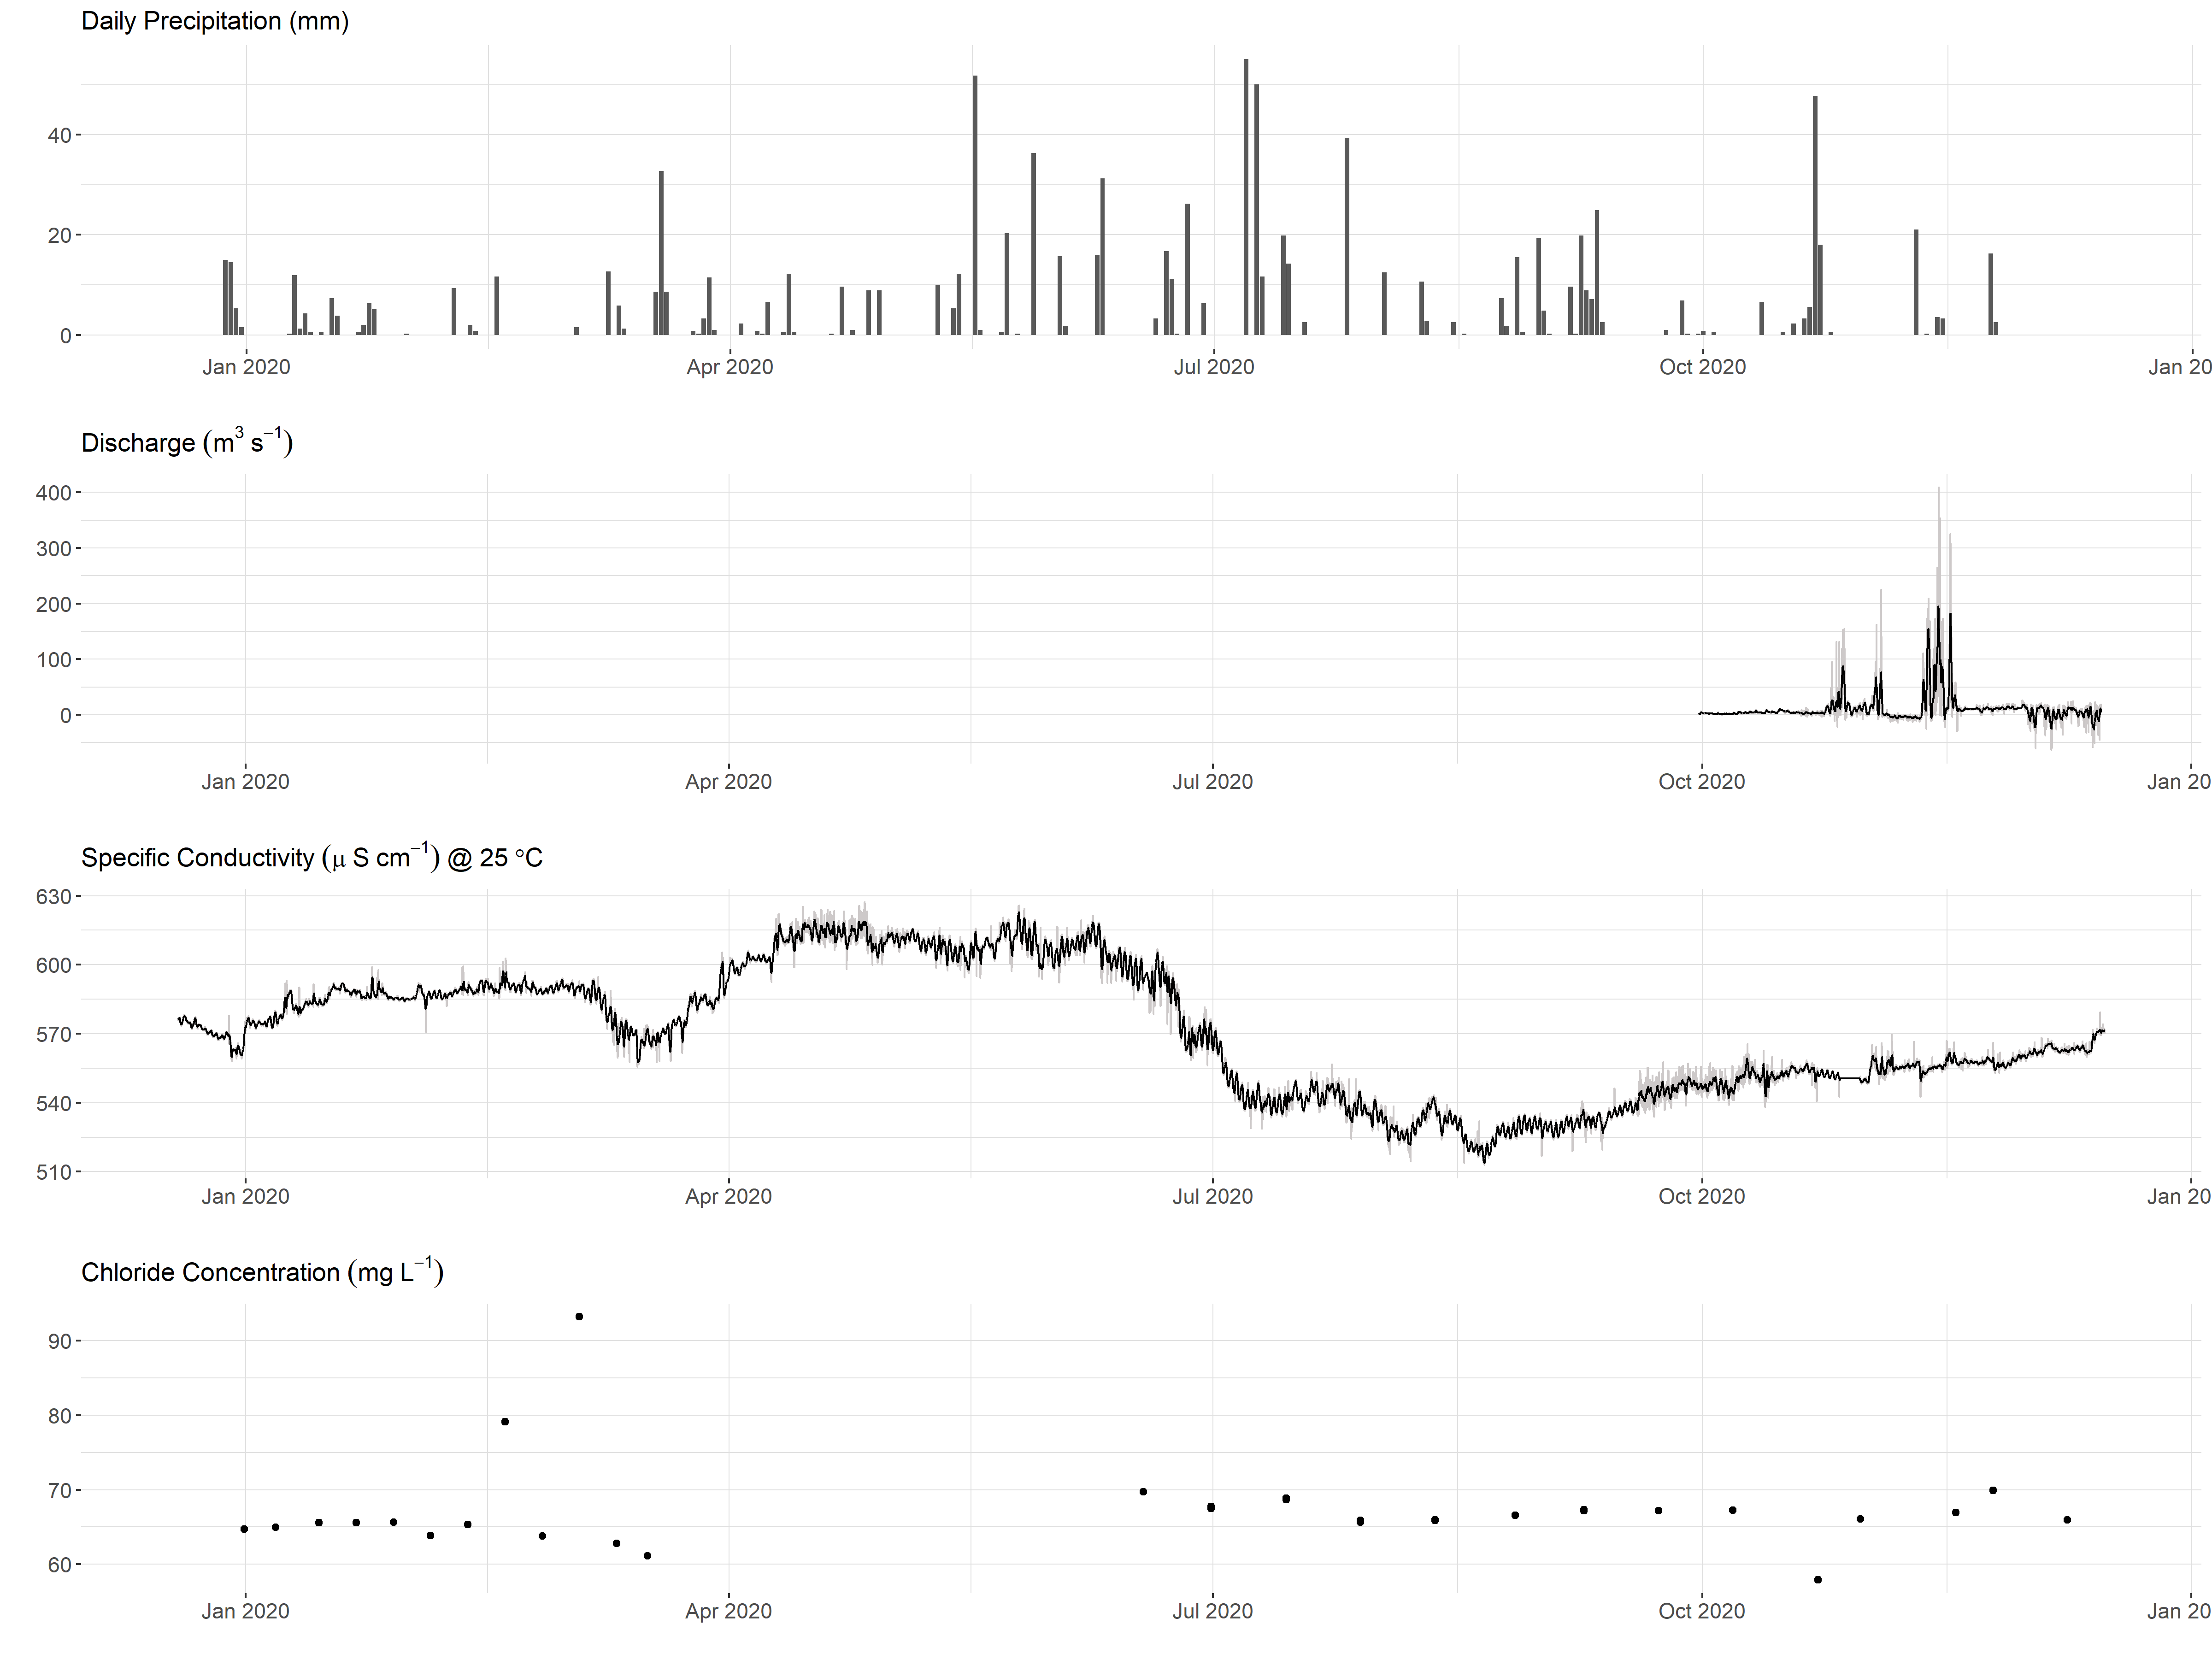 Daily Precipitation (mm)
40
20
0
Jan 2020 Apr 2020 Jul 2020 Oct 2020 Jan 20
Discharge (m³ s⁻¹)
400
300
200
100
0
Jan 2020 Apr 2020 Jul 2020 Oct 2020 Jan 20
Specific Conductivity (μ S cm⁻¹) @ 25 °C
630
600
570
540
510
Jan 2020 Apr 2020 Jul 2020 Oct 2020 Jan 20
Chloride Concentration (mg L⁻¹)
90
80
70
60
Jan 2020 Apr 2020 Jul 2020 Oct 2020 Jan 20